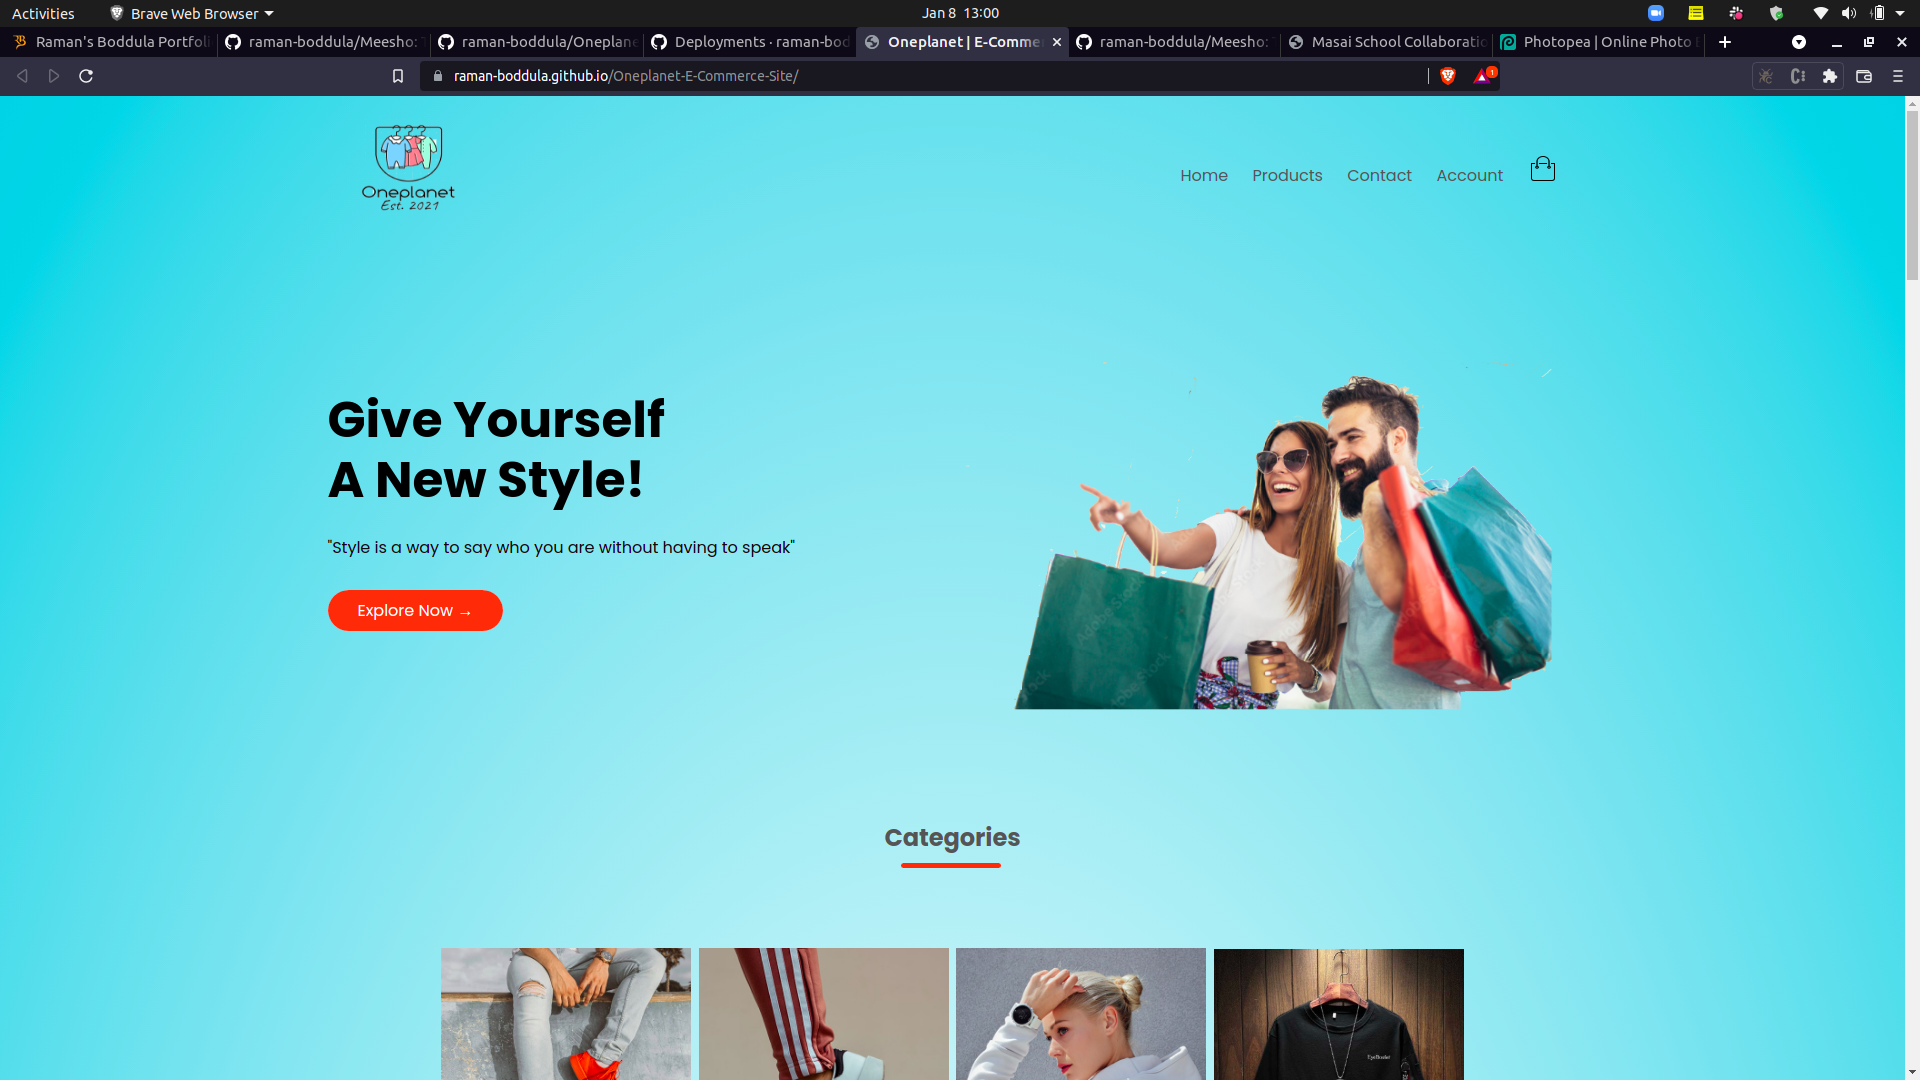 Activities
Brave Web Browser
Jan 8 13:00
Raman's Boddula Portfoli
raman-boddula/Meesho:
raman-boddula/Oneplane
Deployments · raman-bod
Oneplanet | E-Comme
raman-boddula/Meesho:
Masai School Collaboratio
Photopea | Online Photo
raman-boddula.github.io/Oneplanet-E-Commerce-Site/
1
Oneplanet
Est. 2021
Home
Products
Contact
Account
Give Yourself
A New Style!
"Style is a way to say who you are without having to speak"
Explore Now →
Categories